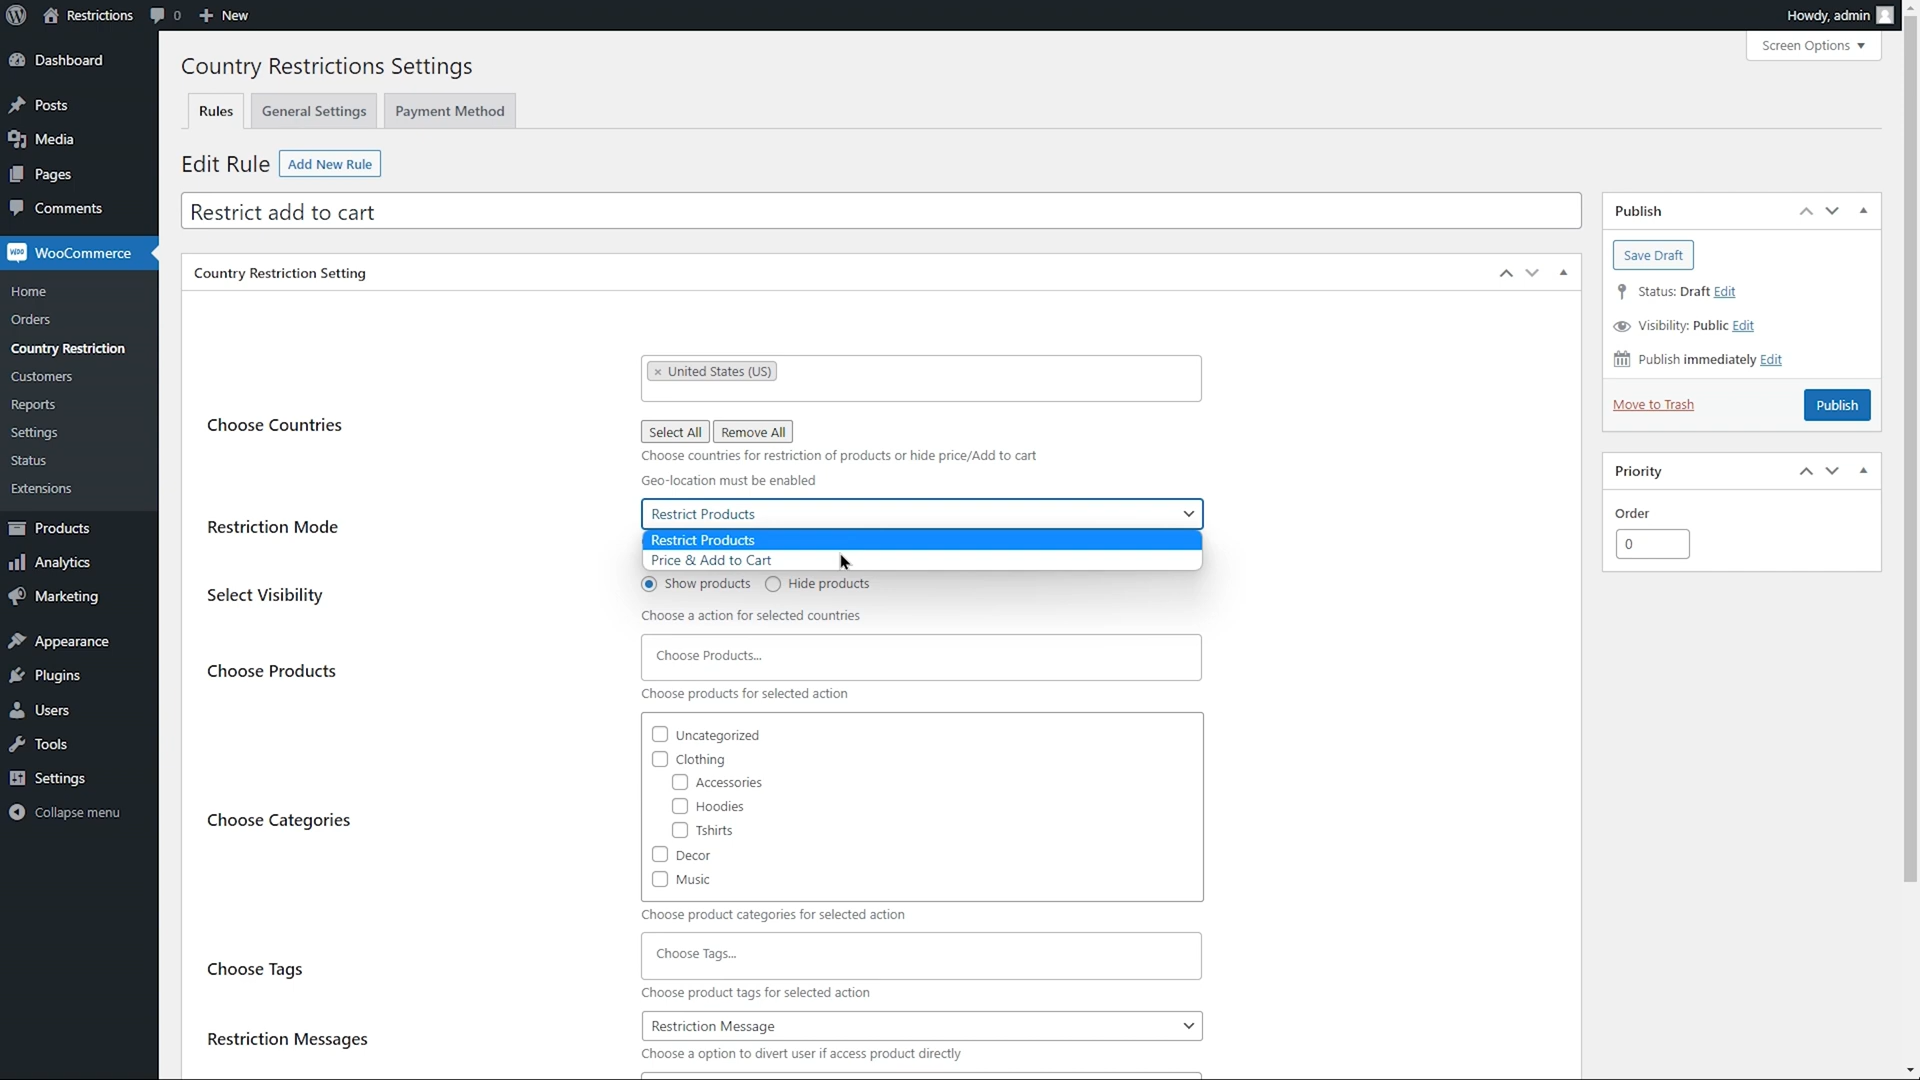 Restrictions 0 New Howdy, admin
Screen Options
Dashboard
Posts
Media
Pages
Comments
WooCommerce
Home
Orders
Country Restriction
Customers
Reports
Settings
Status
Extensions
Products
Analytics
Marketing
Appearance
Plugins
Users
Tools
Settings
Collapse menu
Country Restrictions Settings
Rules General Settings Payment Method
Edit Rule Add New Rule
Restrict add to cart
Country Restriction Setting
Choose Countries
× United States (US)
Select All Remove All
Choose countries for restriction of products or hide price/Add to cart
Geo-location must be enabled
Restriction Mode
Restrict Products
Restrict Products
Price & Add to Cart
Select Visibility
Show products Hide products
Choose a action for selected countries
Choose Products
Choose Products...
Choose products for selected action
Choose Categories
Uncategorized
Clothing
Accessories
Hoodies
Tshirts
Decor
Music
Choose product categories for selected action
Choose Tags
Choose Tags...
Choose product tags for selected action
Restriction Messages
Restriction Message
Choose a option to divert user if access product directly
Publish
Save Draft
Status: Draft Edit
Visibility: Public Edit
Publish immediately Edit
Move to Trash Publish
Priority
Order
0